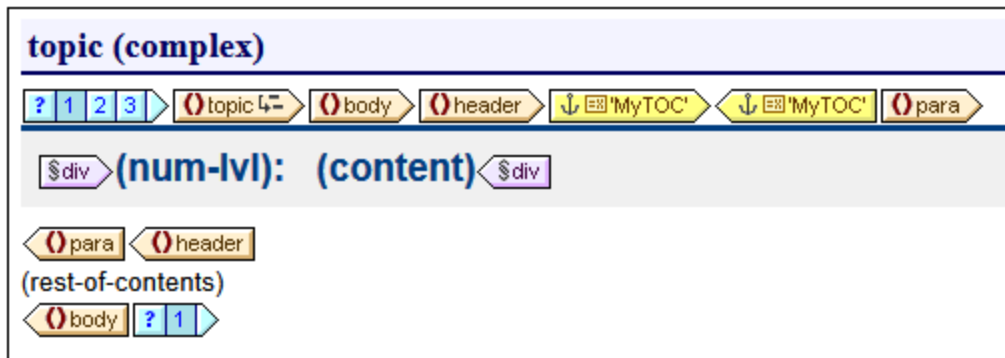 topic (complex)
? 1 2 3 ()topic ()body ()header 'MyTOC' 'MyTOC' ()para
§div (num-lvl): (content) §div
()para ()header
(rest-of-contents)
()body ? 1